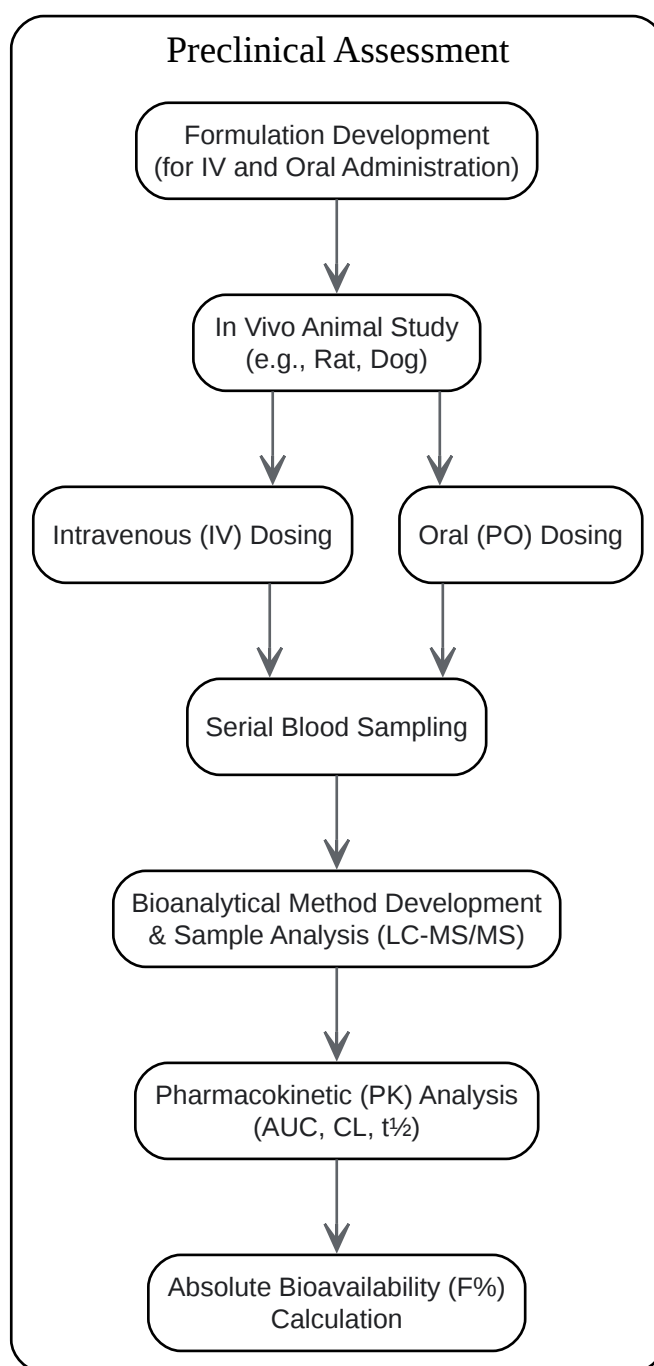 Preclinical Assessment
Formulation Development
(for IV and Oral Administration)
In Vivo Animal Study
(e.g., Rat, Dog)
Intravenous (IV) Dosing
Oral (PO) Dosing
Serial Blood Sampling
Bioanalytical Method Development
& Sample Analysis (LC-MS/MS)
Pharmacokinetic (PK) Analysis
(AUC, CL, t½)
Absolute Bioavailability (F%)
Calculation